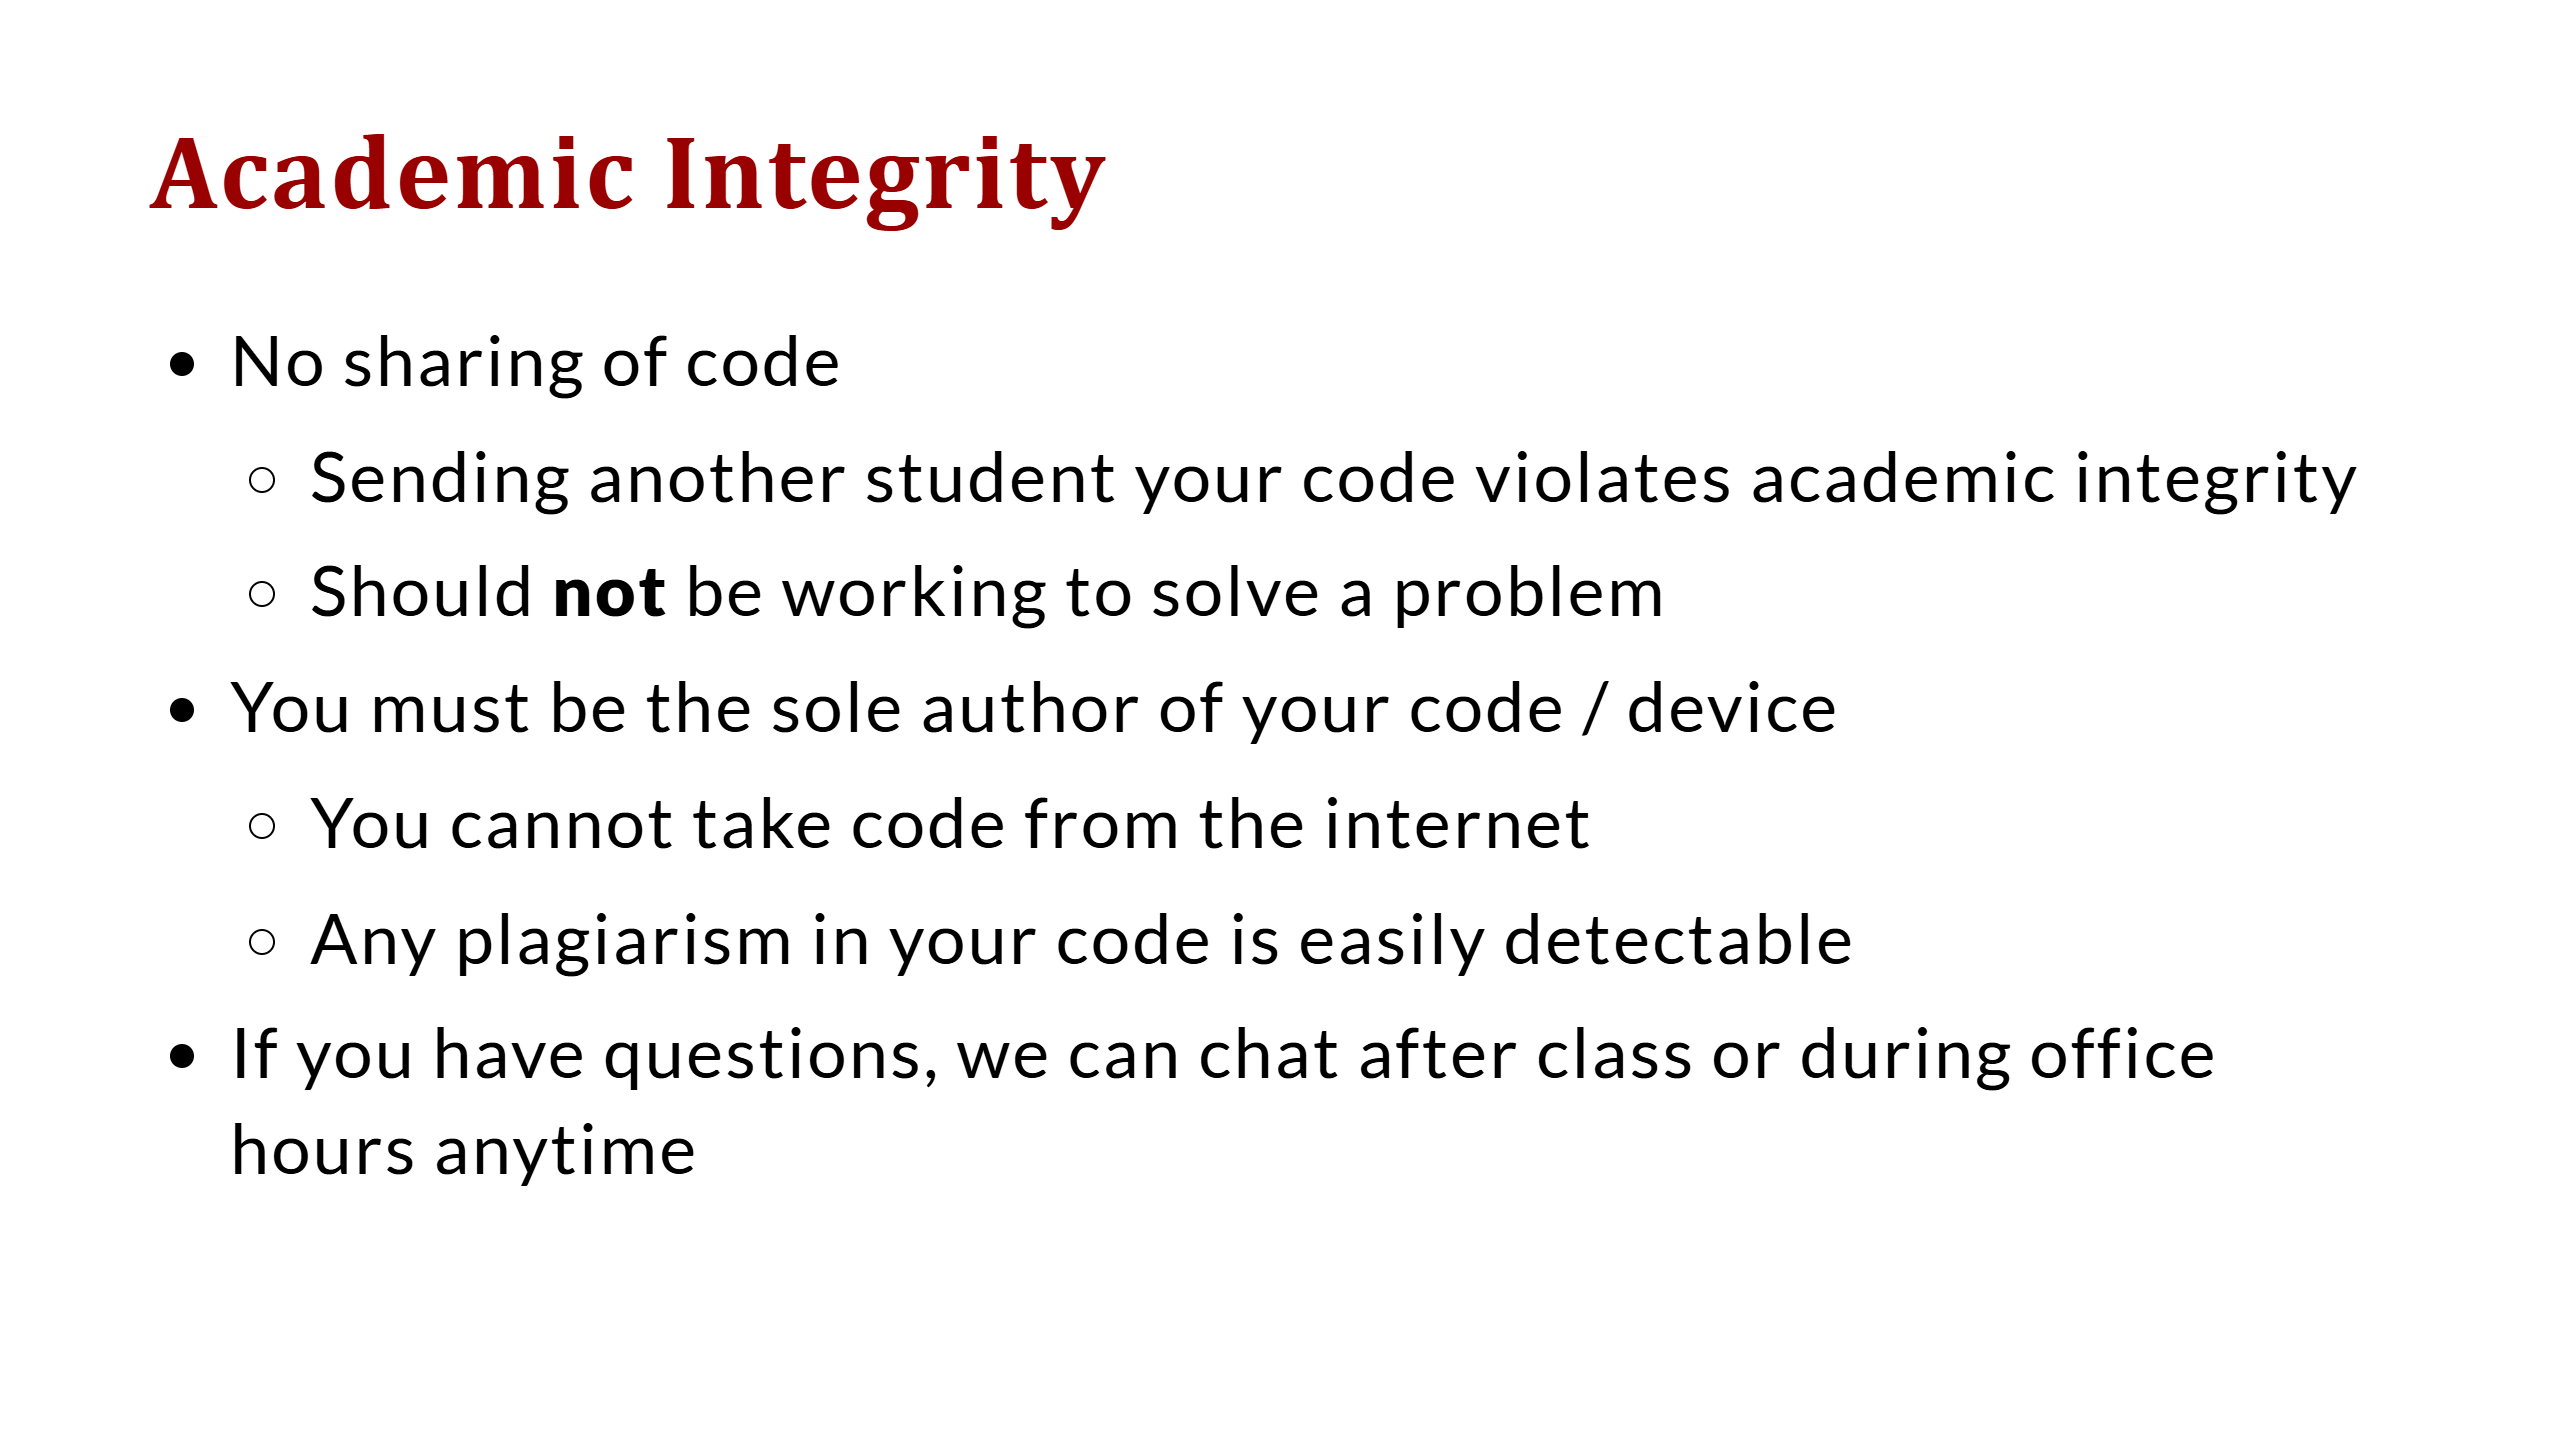 Academic Integrity
• No sharing of code
○ Sending another student your code violates academic integrity
○ Should not be working to solve a problem
• You must be the sole author of your code / device
○ You cannot take code from the internet
○ Any plagiarism in your code is easily detectable
• If you have questions, we can chat after class or during office
hours anytime